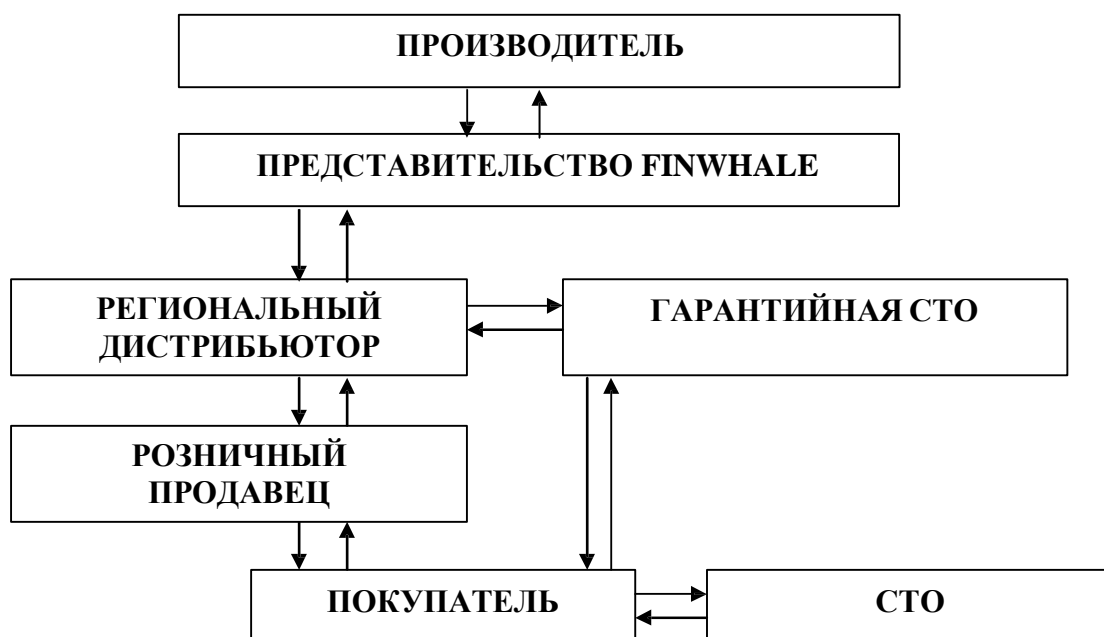 ПРОИЗВОДИТЕЛЬ
ПРЕДСТАВИТЕЛЬСТВО FINWHALE
РЕГИОНАЛЬНЫЙ
ДИСТРИБЬЮТОР
ГАРАНТИЙНАЯ СТО
РОЗНИЧНЫЙ
ПРОДАВЕЦ
ПОКУПАТЕЛЬ
СТО